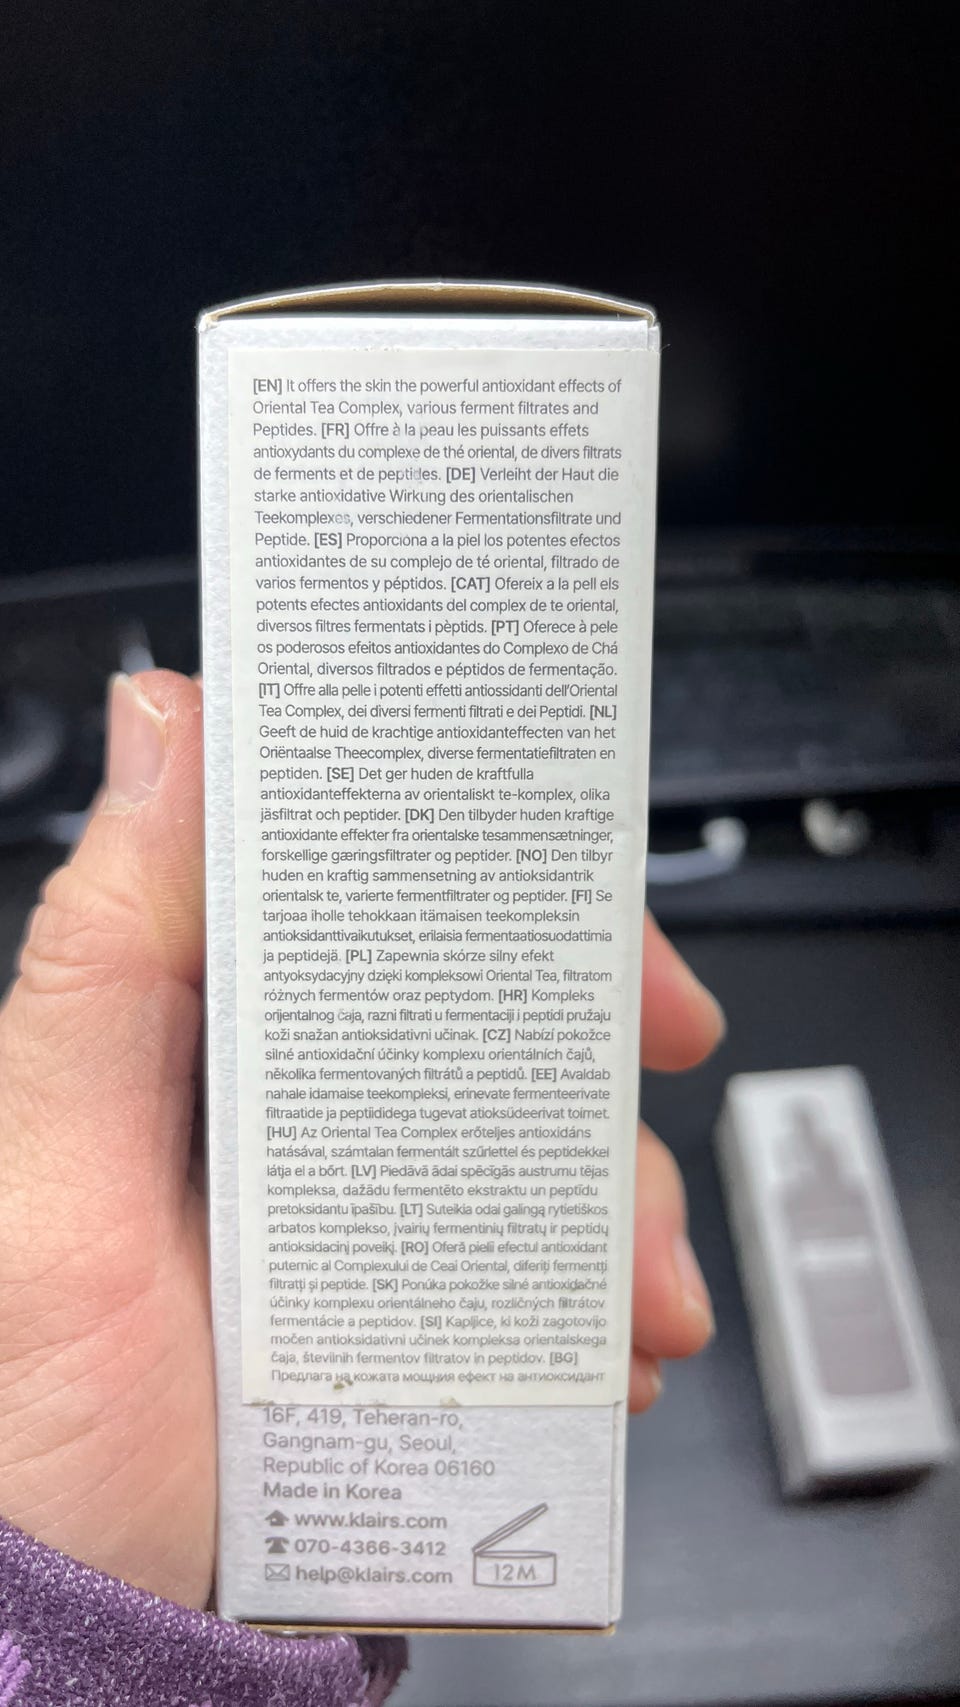 [EN] It offers the skin the powerful antioxidant effects of
Oriental Tea Complex, various ferment filtrates and
Peptides. [FR] Offre à la peau les puissants effets
antioxydants du complexe de thé oriental, de divers filtrats
de ferments et de peptides. [DE] Verleiht der Haut die
starke antioxidative Wirkung des orientalischen
Teekomplexes, verschiedener Fermentationsfiltrate und
Peptide. [ES] Proporciona a la piel los potentes efectos
antioxidantes de su complejo de té oriental, filtrado de
varios fermentos y péptidos. [CAT] Ofereix a la pell els
potents efectes antioxidants del complex de te oriental,
diversos filtres fermentats i pèptids. [PT] Oferece à pele
os poderosos efeitos antioxidantes do Complexo de Chá
Oriental, diversos filtrados e péptidos de fermentação.
[IT] Offre alla pelle i potenti effetti antiossidanti dell'Oriental
Tea Complex, dei diversi fermenti filtrati e dei Peptidi. [NL]
Geeft de huid de krachtige antioxidanteffecten van het
Oriëntaalse Theecomplex, diverse fermentatiefiltraten en
peptiden. [SE] Det ger huden de kraftfulla
antioxidanteffekterna av orientaliskt te-komplex, olika
jäsfiltrat och peptider. [DK] Den tilbyder huden kraftige
antioxidante effekter fra orientalske tesammensætninger,
forskellige gæringsfiltrater og peptider. [NO] Den tilbyr
huden en kraftig sammensetning av antioksidantrik
orientalsk te, varierte fermentfiltrater og peptider. [FI] Se
tarjoaa iholle tehokkaan itämaisen teekompleksin
antioksidanttivaikutukset, erilaisia fermentaatiosuodattimia
ja peptidejä. [PL] Zapewnia skórze silny efekt
antyoksydacyjny dzięki kompleksowi Oriental Tea, filtratom
różnych fermentów oraz peptydom. [HR] Kompleks
orijentalnog čaja, razni filtrati u fermentaciji i peptidi pružaju
koži snažan antioksidativni učinak. [CZ] Nabízí pokožce
silné antioxidační účinky komplexu orientálních čajů,
několika fermentovaných filtrátů a peptidů. [EE] Avaldab
nahale idamaise teekompleksi, erinevate fermenteerivate
filtraatide ja peptiididega tugevat atioksüdeerivat toimet.
[HU] Az Oriental Tea Complex erőteljes antioxidáns
hatásával, számtalan fermentált szűrlettel és peptidekkel
látja el a bőrt. [LV] Piedāvā ādai spēcīgās austrumu tējas
kompleksa, dažādu fermentēto ekstraktu un peptīdu
pretoksidantu īpašību. [LT] Suteikia odai galingą rytietiškos
arbatos komplekso, įvairių fermentinių filtratų ir peptidų
antioksidacinį poveikį. [RO] Oferă pielii efectul antioxidant
puternic al Complexului de Ceai Oriental, diferiți fermentți
filtratți și peptide. [SK] Ponúka pokožke silné antioxidačné
účinky komplexu orientálneho čaju, rozličných filtrátov
fermentácie a peptidov. [SI] Kapljice, ki koži zagotovijo
močen antioksidativni učinek kompleksa orientalskega
čaja, številnih fermentov filtratov in peptidov. [BG]
Предлага на кожата мощния ефект на антиоксидант
16F, 419, Teheran-ro,
Gangnam-gu, Seoul,
Republic of Korea 06160
Made in Korea
www.klairs.com
070-4366-3412
help@klairs.com
12M